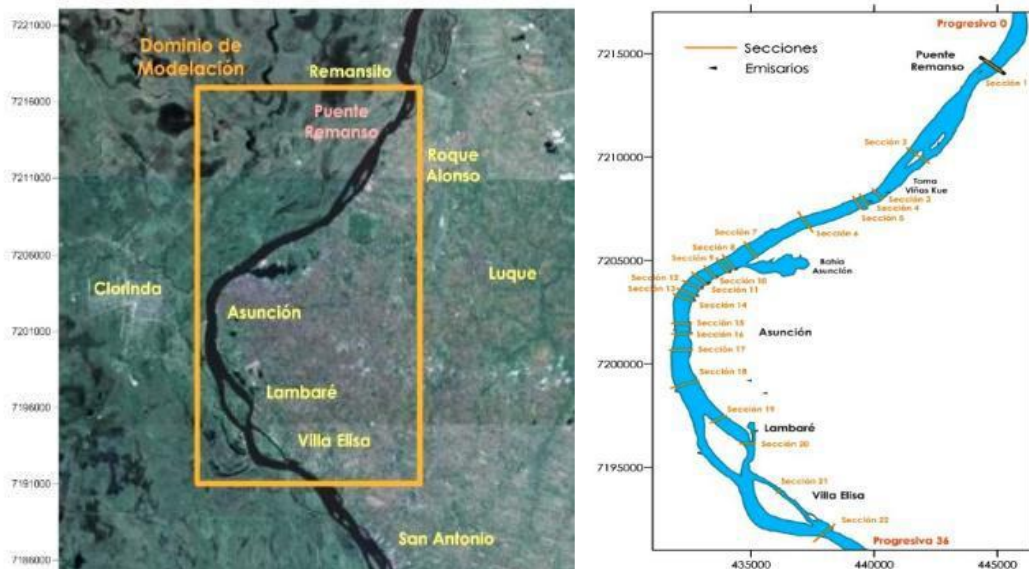 7221000
7216000
7211000
7206000
7201000
7196000
7191000
7186000
Dominio de
Modelación
Remansito
Puente
Remanso
Roque
Alonso
Luque
Clorinda
Asunción
Lambaré
Villa Elisa
San Antonio
7215000
7210000
7205000
7200000
7195000
435000
440000
445000
Secciones
Emisarios
Progresiva 0
Puente
Remanso
Sección 1
Sección 2
Toma
Viñas Kue
Sección 3
Sección 4
Sección 5
Sección 6
Sección 7
Sección 8
Sección 9
Bahía
Asunción
Sección 10
Sección 11
Sección 12
Sección 13
Sección 14
Sección 15
Asunción
Sección 16
Sección 17
Sección 18
Sección 19
Lambaré
Sección 20
Sección 21
Villa Elisa
Sección 22
Progresiva 36